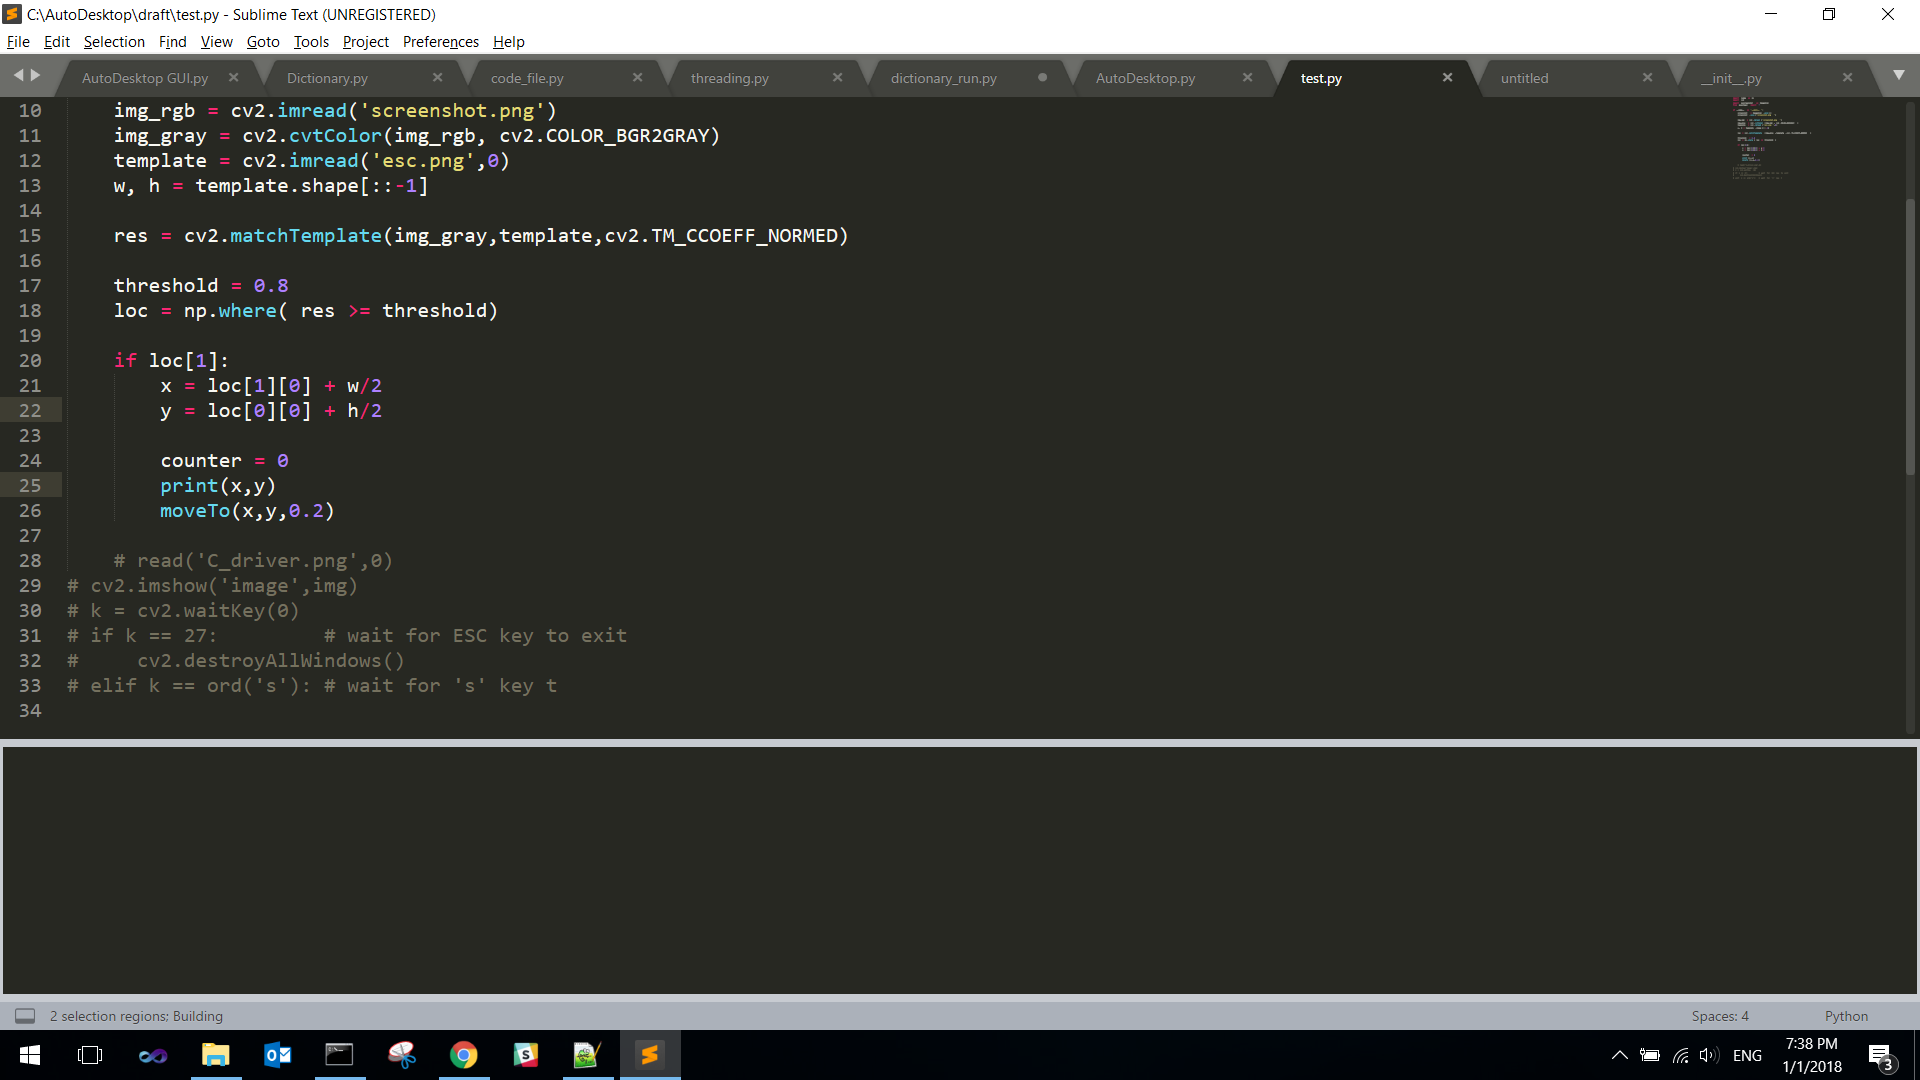 C:\AutoDesktop\draft\test.py - Sublime Text (UNREGISTERED)
File Edit Selection Find View Goto Tools Project Preferences Help
AutoDesktop GUI.py Dictionary.py code_file.py threading.py dictionary_run.py AutoDesktop.py test.py untitled __init__.py
10 img_rgb = cv2.imread('screenshot.png')
11 img_gray = cv2.cvtColor(img_rgb, cv2.COLOR_BGR2GRAY)
12 template = cv2.imread('esc.png',0)
13 w, h = template.shape[::-1]
14
15 res = cv2.matchTemplate(img_gray,template,cv2.TM_CCOEFF_NORMED)
16
17 threshold = 0.8
18 loc = np.where( res >= threshold)
19
20 if loc[1]:
21 x = loc[1][0] + w/2
22 y = loc[0][0] + h/2
23
24 counter = 0
25 print(x,y)
26 moveTo(x,y,0.2)
27
28 # read('C_driver.png',0)
29 # cv2.imshow('image',img)
30 # k = cv2.waitKey(0)
31 # if k == 27: # wait for ESC key to exit
32 # cv2.destroyAllWindows()
33 # elif k == ord('s'): # wait for 's' key t
34
2 selection regions; Building Spaces: 4 Python
ENG 7:38 PM
1/1/2018 3